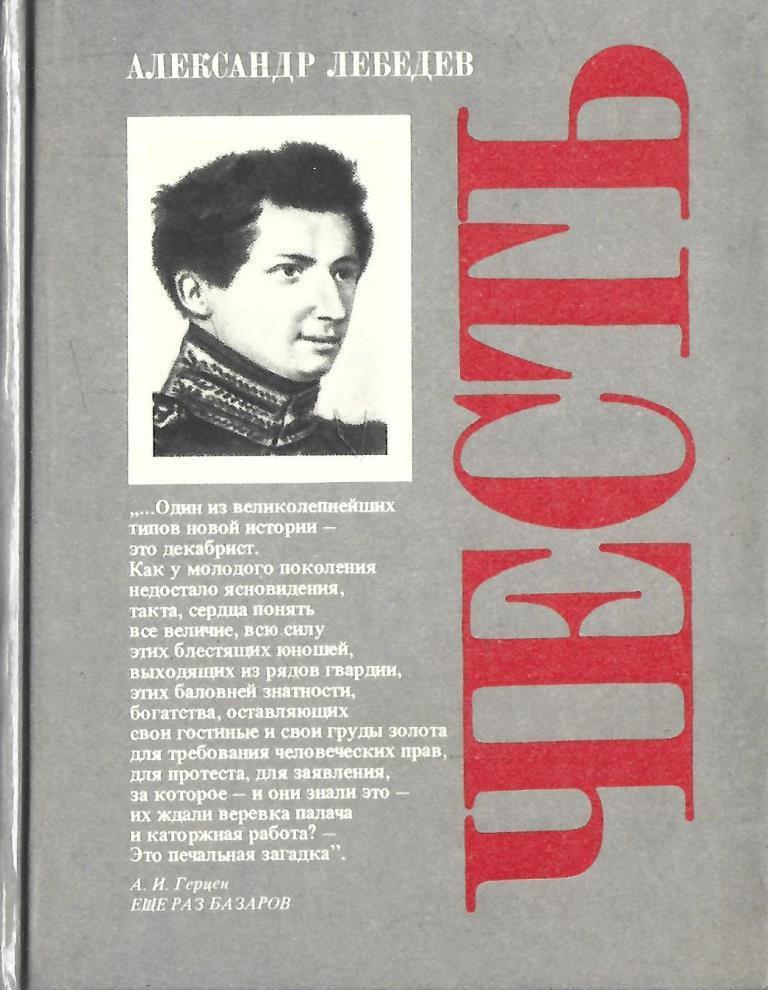 АЛЕКСАНДР ЛЕБЕДЕВ
ЧЕСТЬ
„...Один из великолепнейших
типов новой истории —
это декабрист.
Как у молодого поколения
недостало ясновидения,
такта, сердца понять
все величие, всю силу
этих блестящих юношей,
выходящих из рядов гвардии,
этих баловней знатности,
богатства, оставляющих
свои гостиные и свои груды золота
для требования человеческих прав,
для протеста, для заявления,
за которое — и они знали это —
их ждали веревка палача
и каторжная работа? —
Это печальная загадка”.
А. И. Герцен
ЕЩЕ РАЗ БАЗАРОВ